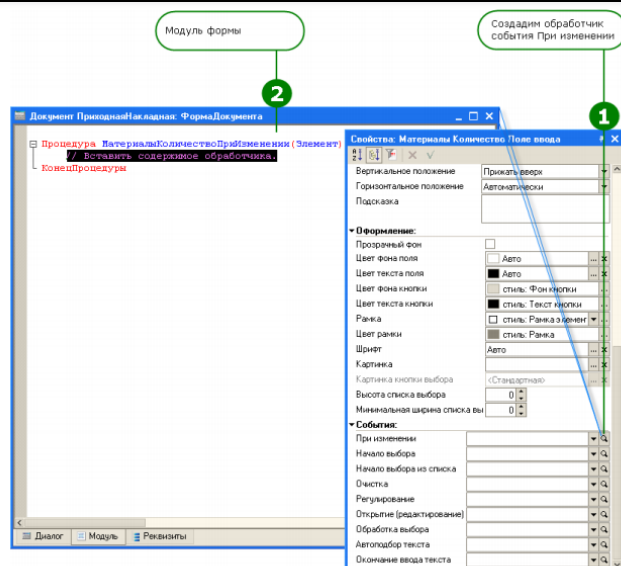 Модуль формы
Создадим обработчик
события При изменении
2
1
Документ ПриходнаяНакладная: ФормаДокумента
Процедура МатериалыКоличествоПриИзменении(Элемент)
// Вставить содержимое обработчика.
КонецПроцедуры
Диалог
Модуль
Реквизиты
Свойства: Материалы Количество Поле ввода
Вертикальное положение Прижать вверх
Горизонтальное положение Автоматически
Подсказка
Оформление:
Прозрачный фон
Цвет фона поля Авто ...
Цвет текста поля Авто ...
Цвет фона кнопки стиль: Фон кнопки ...
Цвет текста кнопки стиль: Текст кнопки ...
Рамка стиль: Рамка элемент ...
Цвет рамки стиль: Рамка ...
Шрифт Авто ...
Картинка ...
Картинка кнопки выбора <Стандартная> ...
Высота списка выбора 0
Минимальная ширина списка вы 0
События:
При изменении
Начало выбора
Начало выбора из списка
Очистка
Регулирование
Открытие (редактирование)
Обработка выбора
Автоподбор текста
Окончание ввода текста